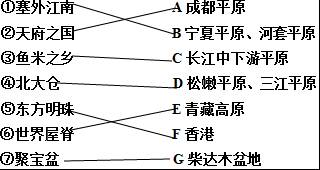 ①塞外江南 A 成都平原
②天府之国 B 宁夏平原、河套平原
③鱼米之乡 C 长江中下游平原
④北大仓 D 松嫩平原、三江平原
⑤东方明珠 E 青藏高原
⑥世界屋脊 F 香港
⑦聚宝盆 G 柴达木盆地